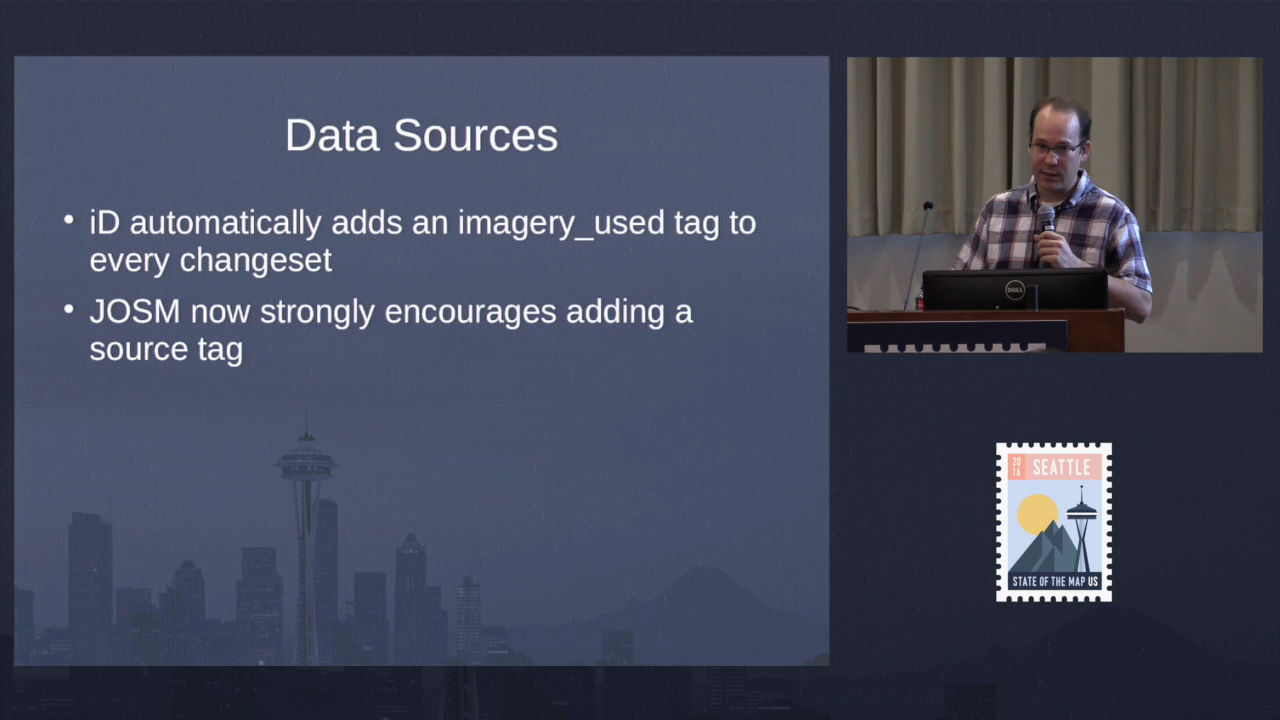 Data Sources
• iD automatically adds an imagery_used tag to
every changeset
• JOSM now strongly encourages adding a
source tag
DELL
20
16
SEATTLE
STATE OF THE MAP US